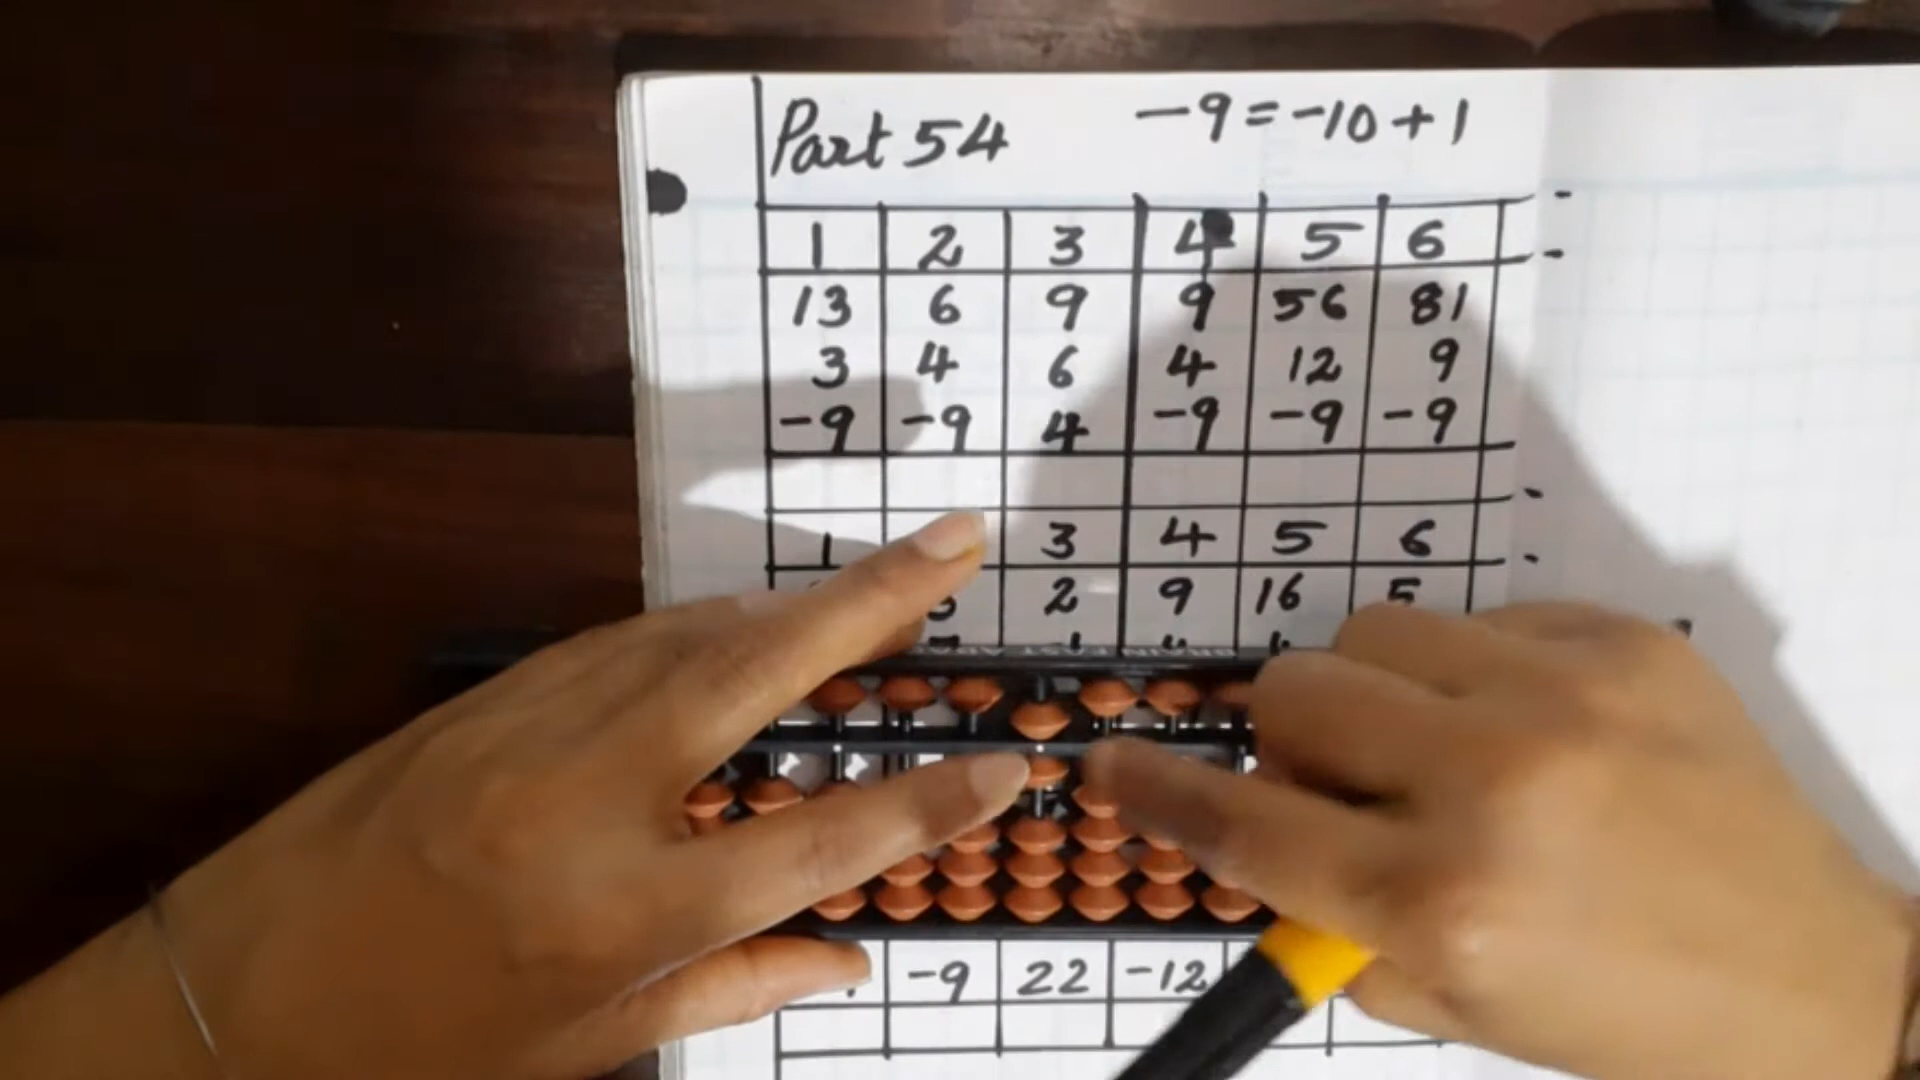 Part 54 -9 = -10 + 1
1 2 3 4 5 6
13 6 9 9 56 81
3 4 6 4 12 9
-9 -9 4 -9 -9 -9
1 3 4 5 6
2 9 16 5
-9 22 -12